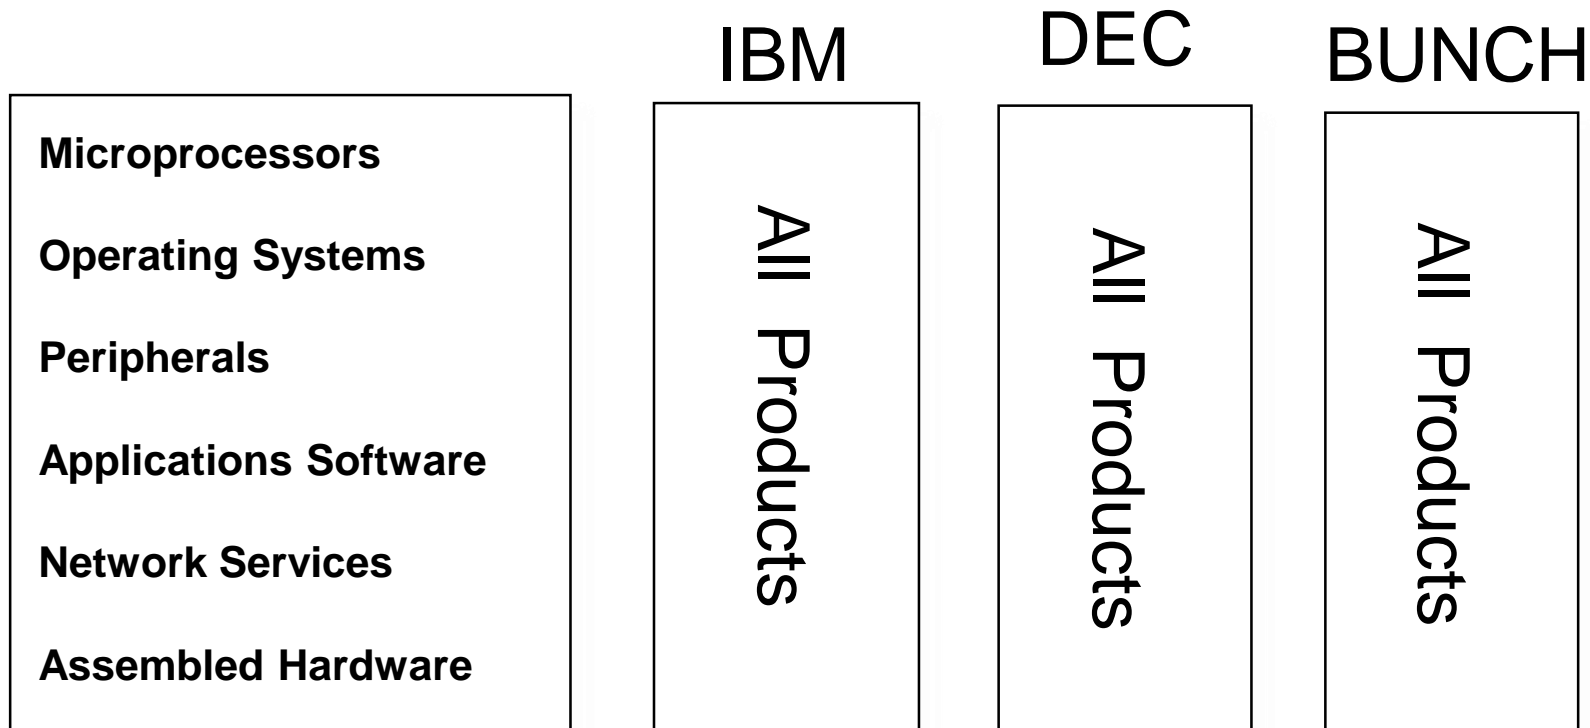 IBM
DEC
BUNCH
Microprocessors
Operating Systems
Peripherals
Applications Software
Network Services
Assembled Hardware
All Products
All Products
All Products